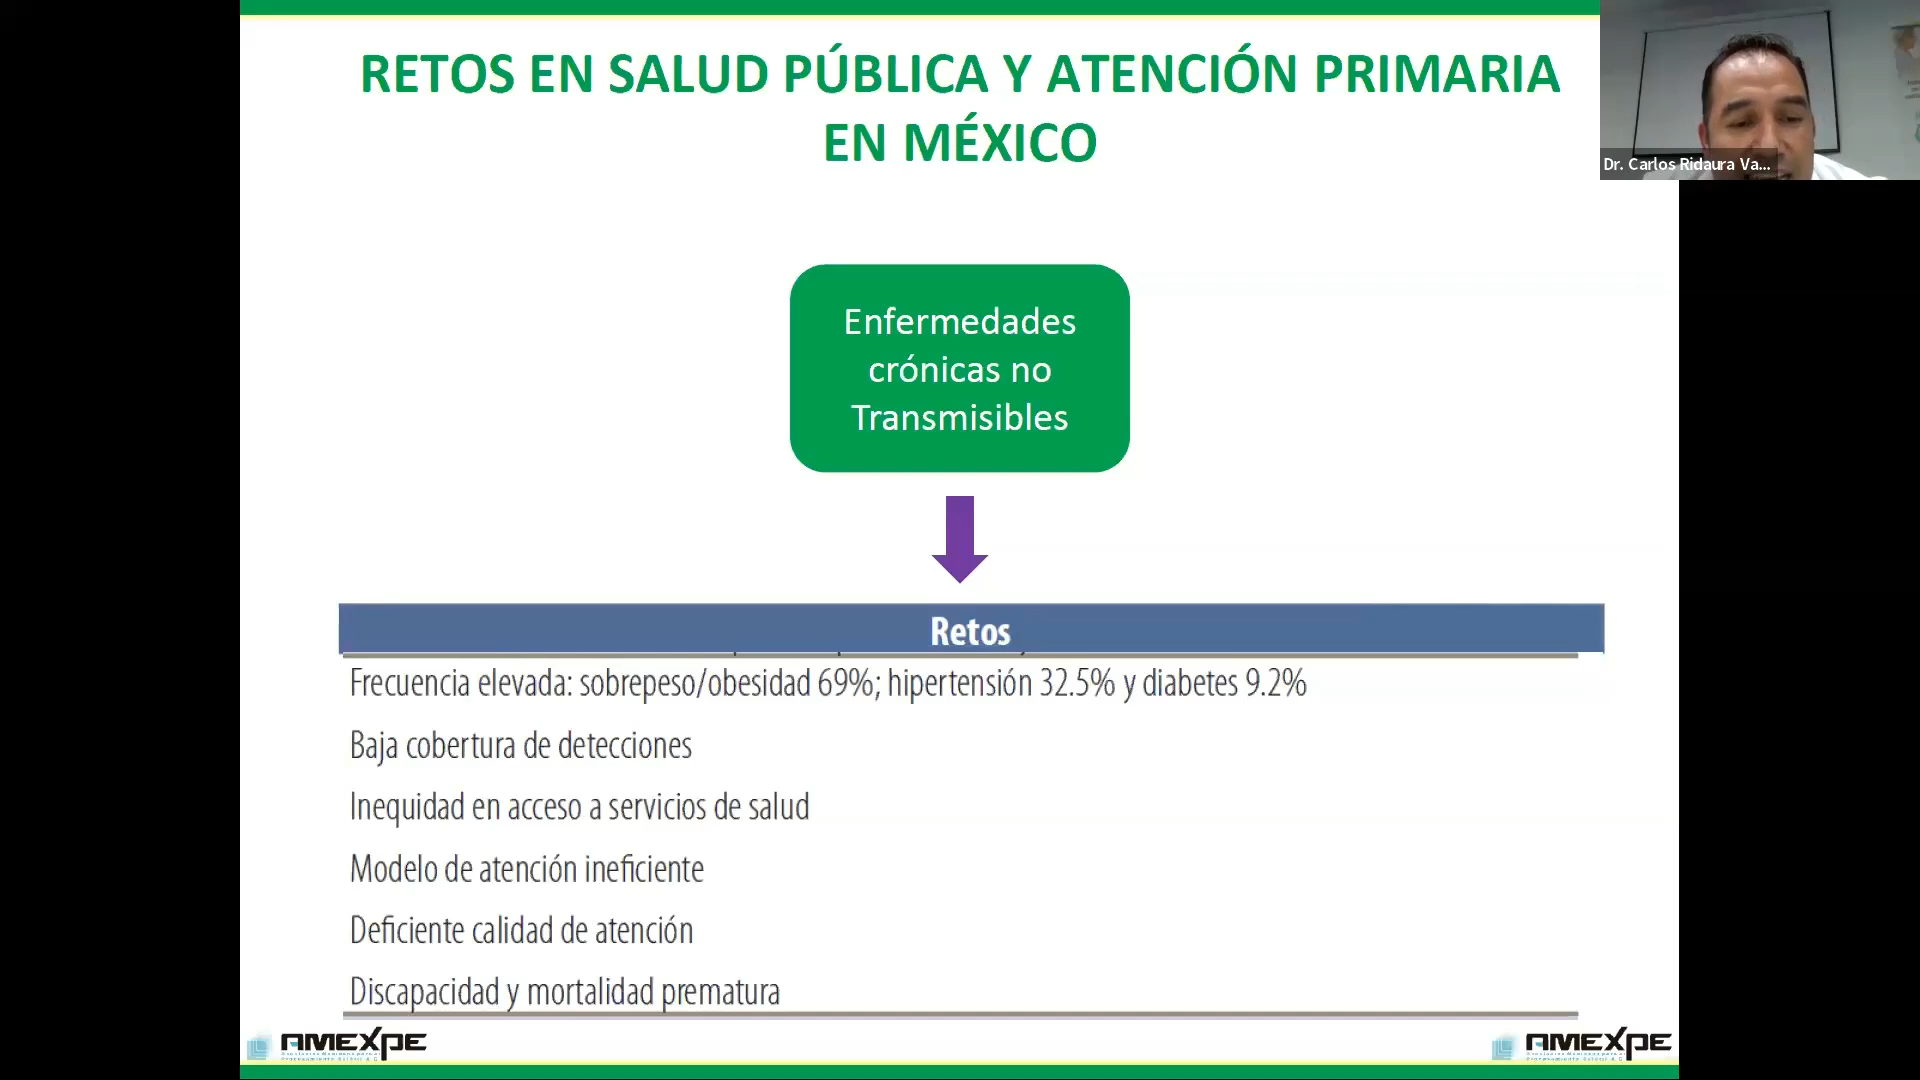 RETOS EN SALUD PÚBLICA Y ATENCIÓN PRIMARIA
EN MÉXICO
Dr. Carlos Ridaura Va...
Enfermedades
crónicas no
Transmisibles
Retos
Frecuencia elevada: sobrepeso/obesidad 69%; hipertensión 32.5% y diabetes 9.2%
Baja cobertura de detecciones
Inequidad en acceso a servicios de salud
Modelo de atención ineficiente
Deficiente calidad de atención
Discapacidad y mortalidad prematura
AMEXPE
AMEXPE